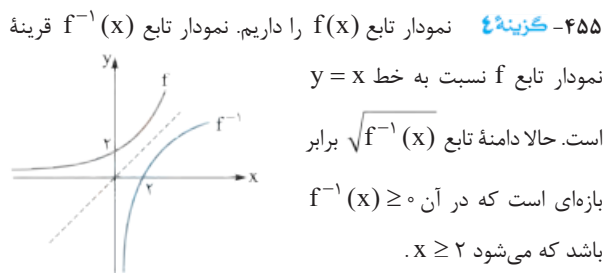 ۴۵۵- گزینهٔ ۴ نمودار تابع f(x) را داریم. نمودار تابع f⁻¹(x) قرینهٔ
نمودار تابع f نسبت به خط y = x
است. حالا دامنهٔ تابع √f⁻¹(x) برابر
بازه‌ای است که در آن f⁻¹(x) ≥ ۰
باشد که می‌شود x ≥ ۲.
y
f
f⁻¹
۲
۲
x